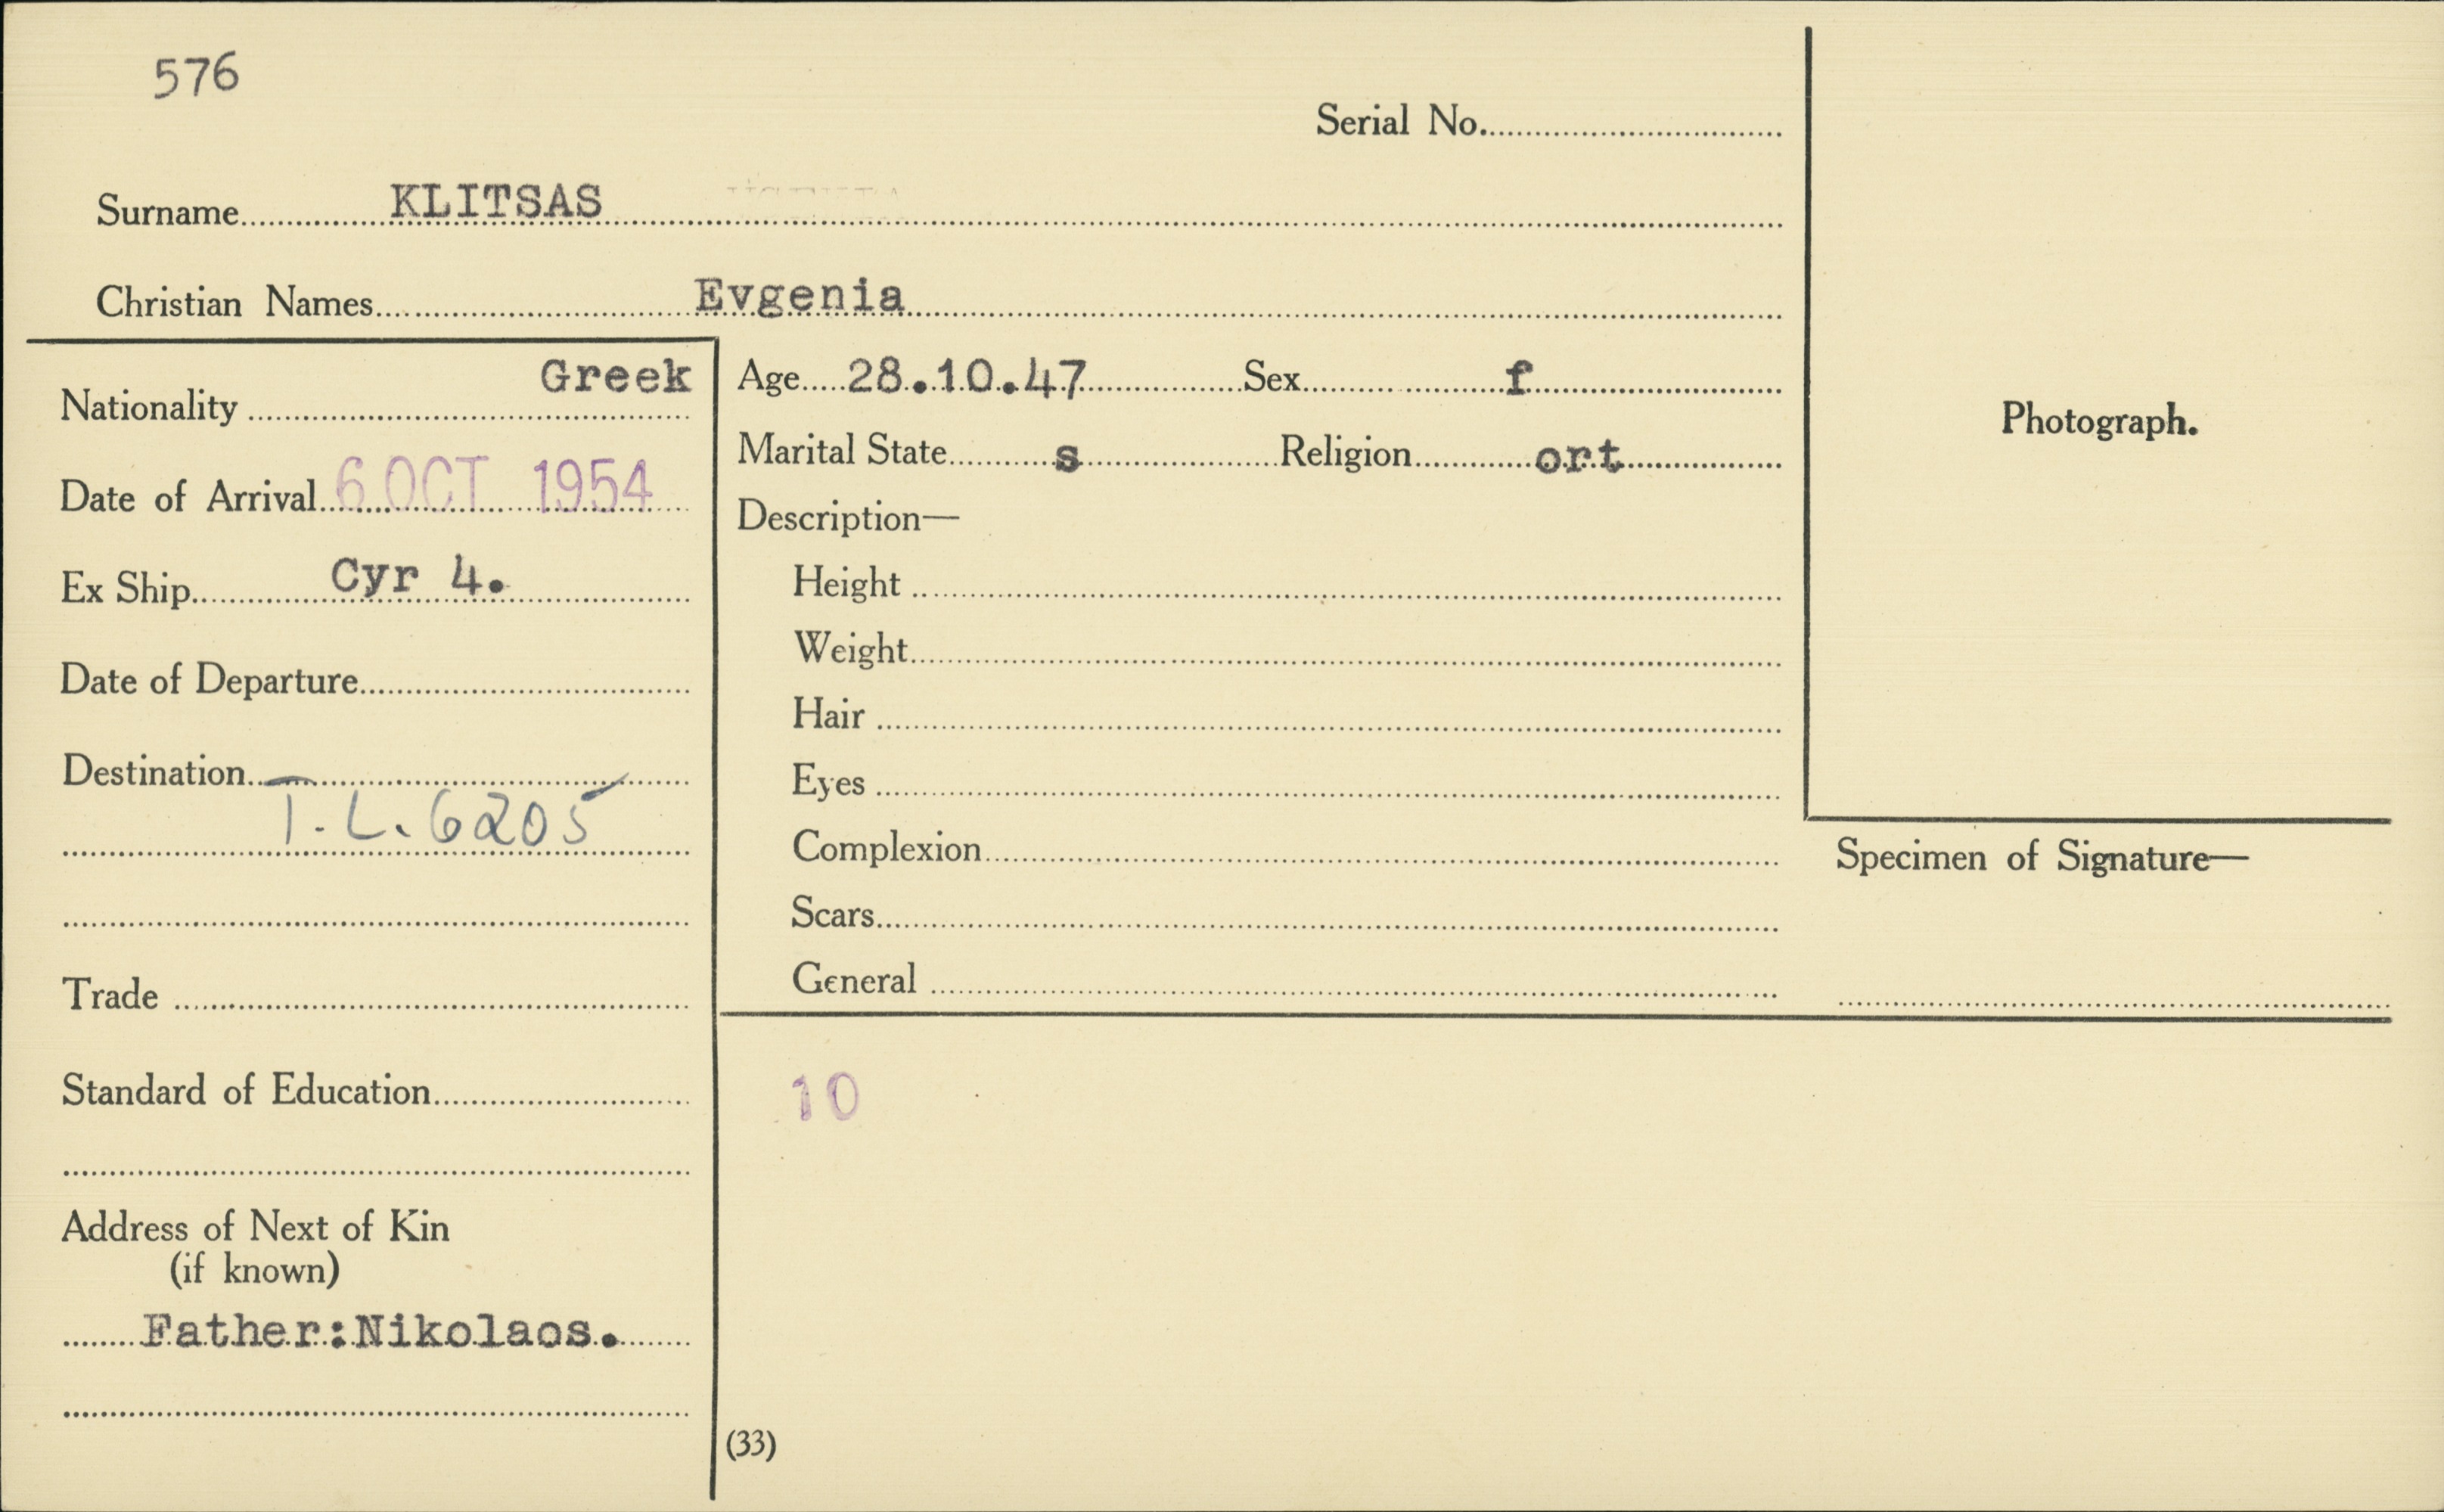 576
Serial No.
Surname KLITSAS
Christian Names Evgenia
Nationality Greek
Date of Arrival 6 OCT 1954
Ex Ship Cyr 4.
Date of Departure
Destination
T.L. 6205
Trade
Standard of Education
Address of Next of Kin
(if known)
Father:Nikolaos.
Age 28.10.47 Sex f
Marital State s Religion ort
Description—
Height
Weight
Hair
Eyes
Complexion
Scars
General
10
(33)
Photograph.
Specimen of Signature—